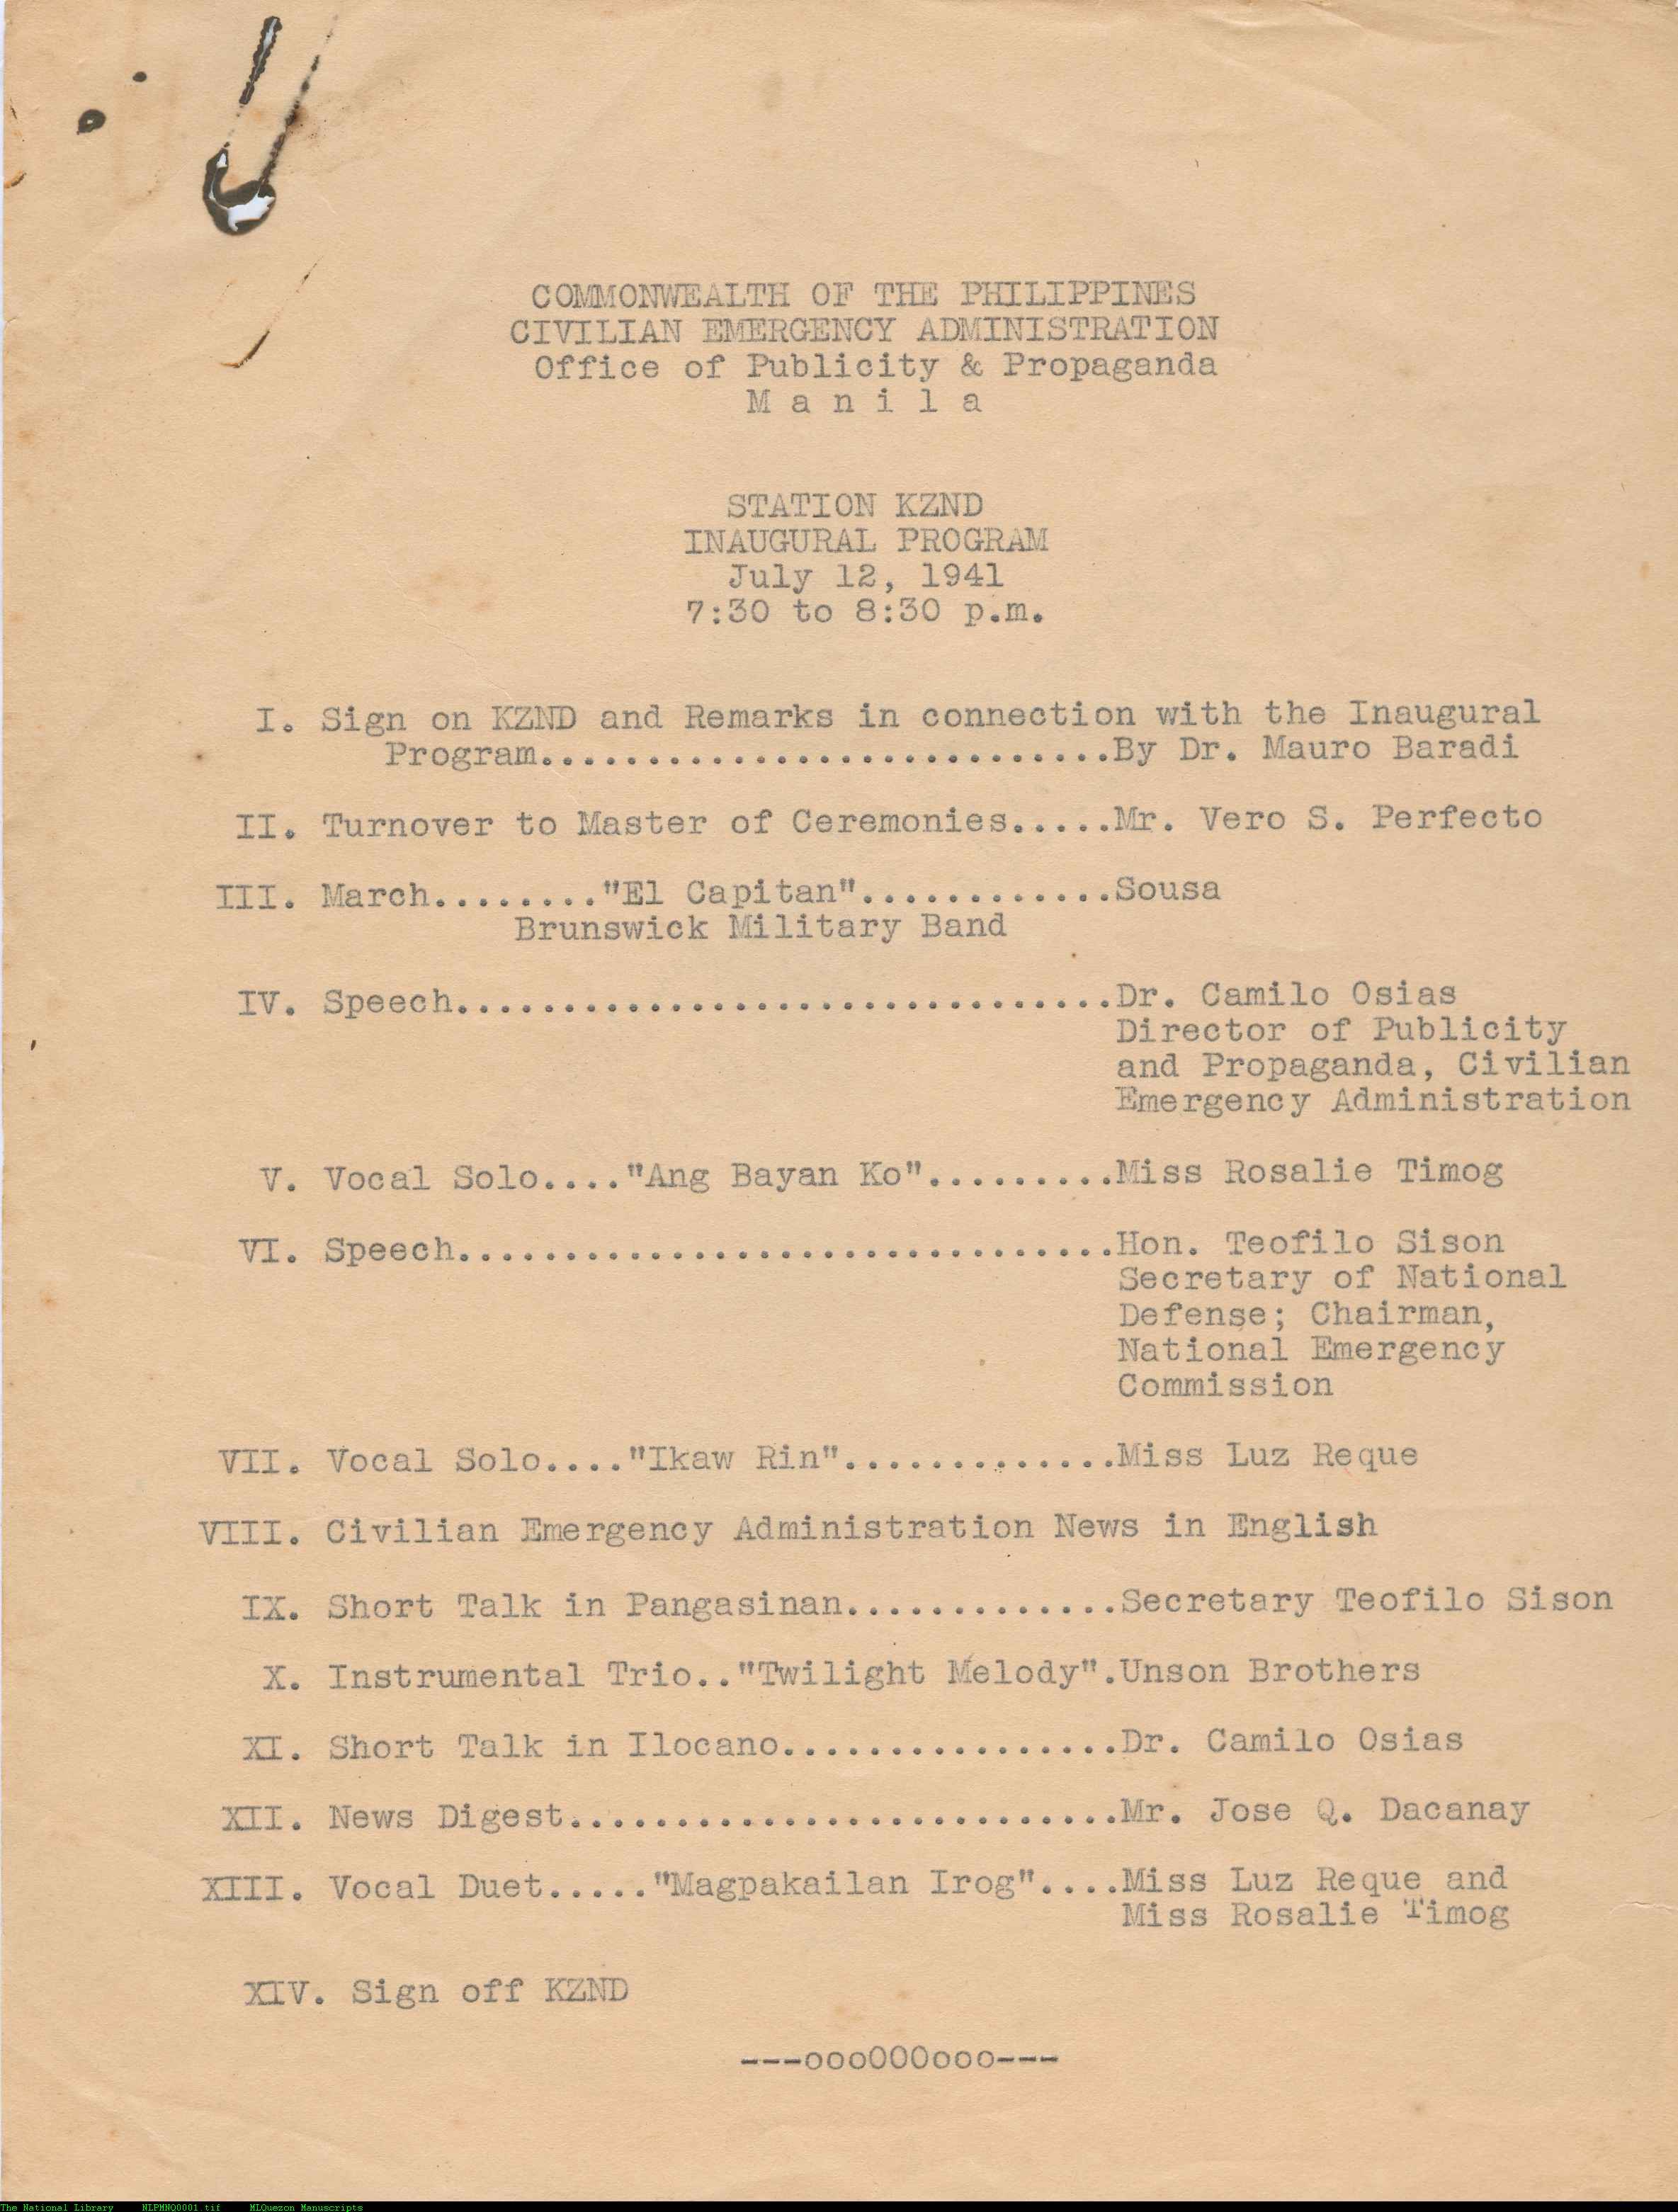 COMMONWEALTH OF THE PHILIPPINES
CIVILIAN EMERGENCY ADMINISTRATION
Office of Publicity & Propaganda
M a n i l a
STATION KZND
INAUGURAL PROGRAM
July 12, 1941
7:30 to 8:30 p.m.
I. Sign on KZND and Remarks in connection with the Inaugural
Program...........................By Dr. Mauro Baradi
II. Turnover to Master of Ceremonies.....Mr. Vero S. Perfecto
III. March........"El Capitan"............Sousa
Brunswick Military Band
IV. Speech...............................Dr. Camilo Osias
Director of Publicity
and Propaganda, Civilian
Emergency Administration
V. Vocal Solo...."Ang Bayan Ko".........Miss Rosalie Timog
VI. Speech...............................Hon. Teofilo Sison
Secretary of National
Defense; Chairman,
National Emergency
Commission
VII. Vocal Solo...."Ikaw Rin".............Miss Luz Reque
VIII. Civilian Emergency Administration News in English
IX. Short Talk in Pangasinan.............Secretary Teofilo Sison
X. Instrumental Trio.."Twilight Melody".Unson Brothers
XI. Short Talk in Ilocano................Dr. Camilo Osias
XII. News Digest..........................Mr. Jose Q. Dacanay
XIII. Vocal Duet....."Magpakailan Irog"....Miss Luz Reque and
Miss Rosalie Timog
XIV. Sign off KZND
---oooOOOooo---
The National Library NLPMNQ0001.tif MLQuezon Manuscripts